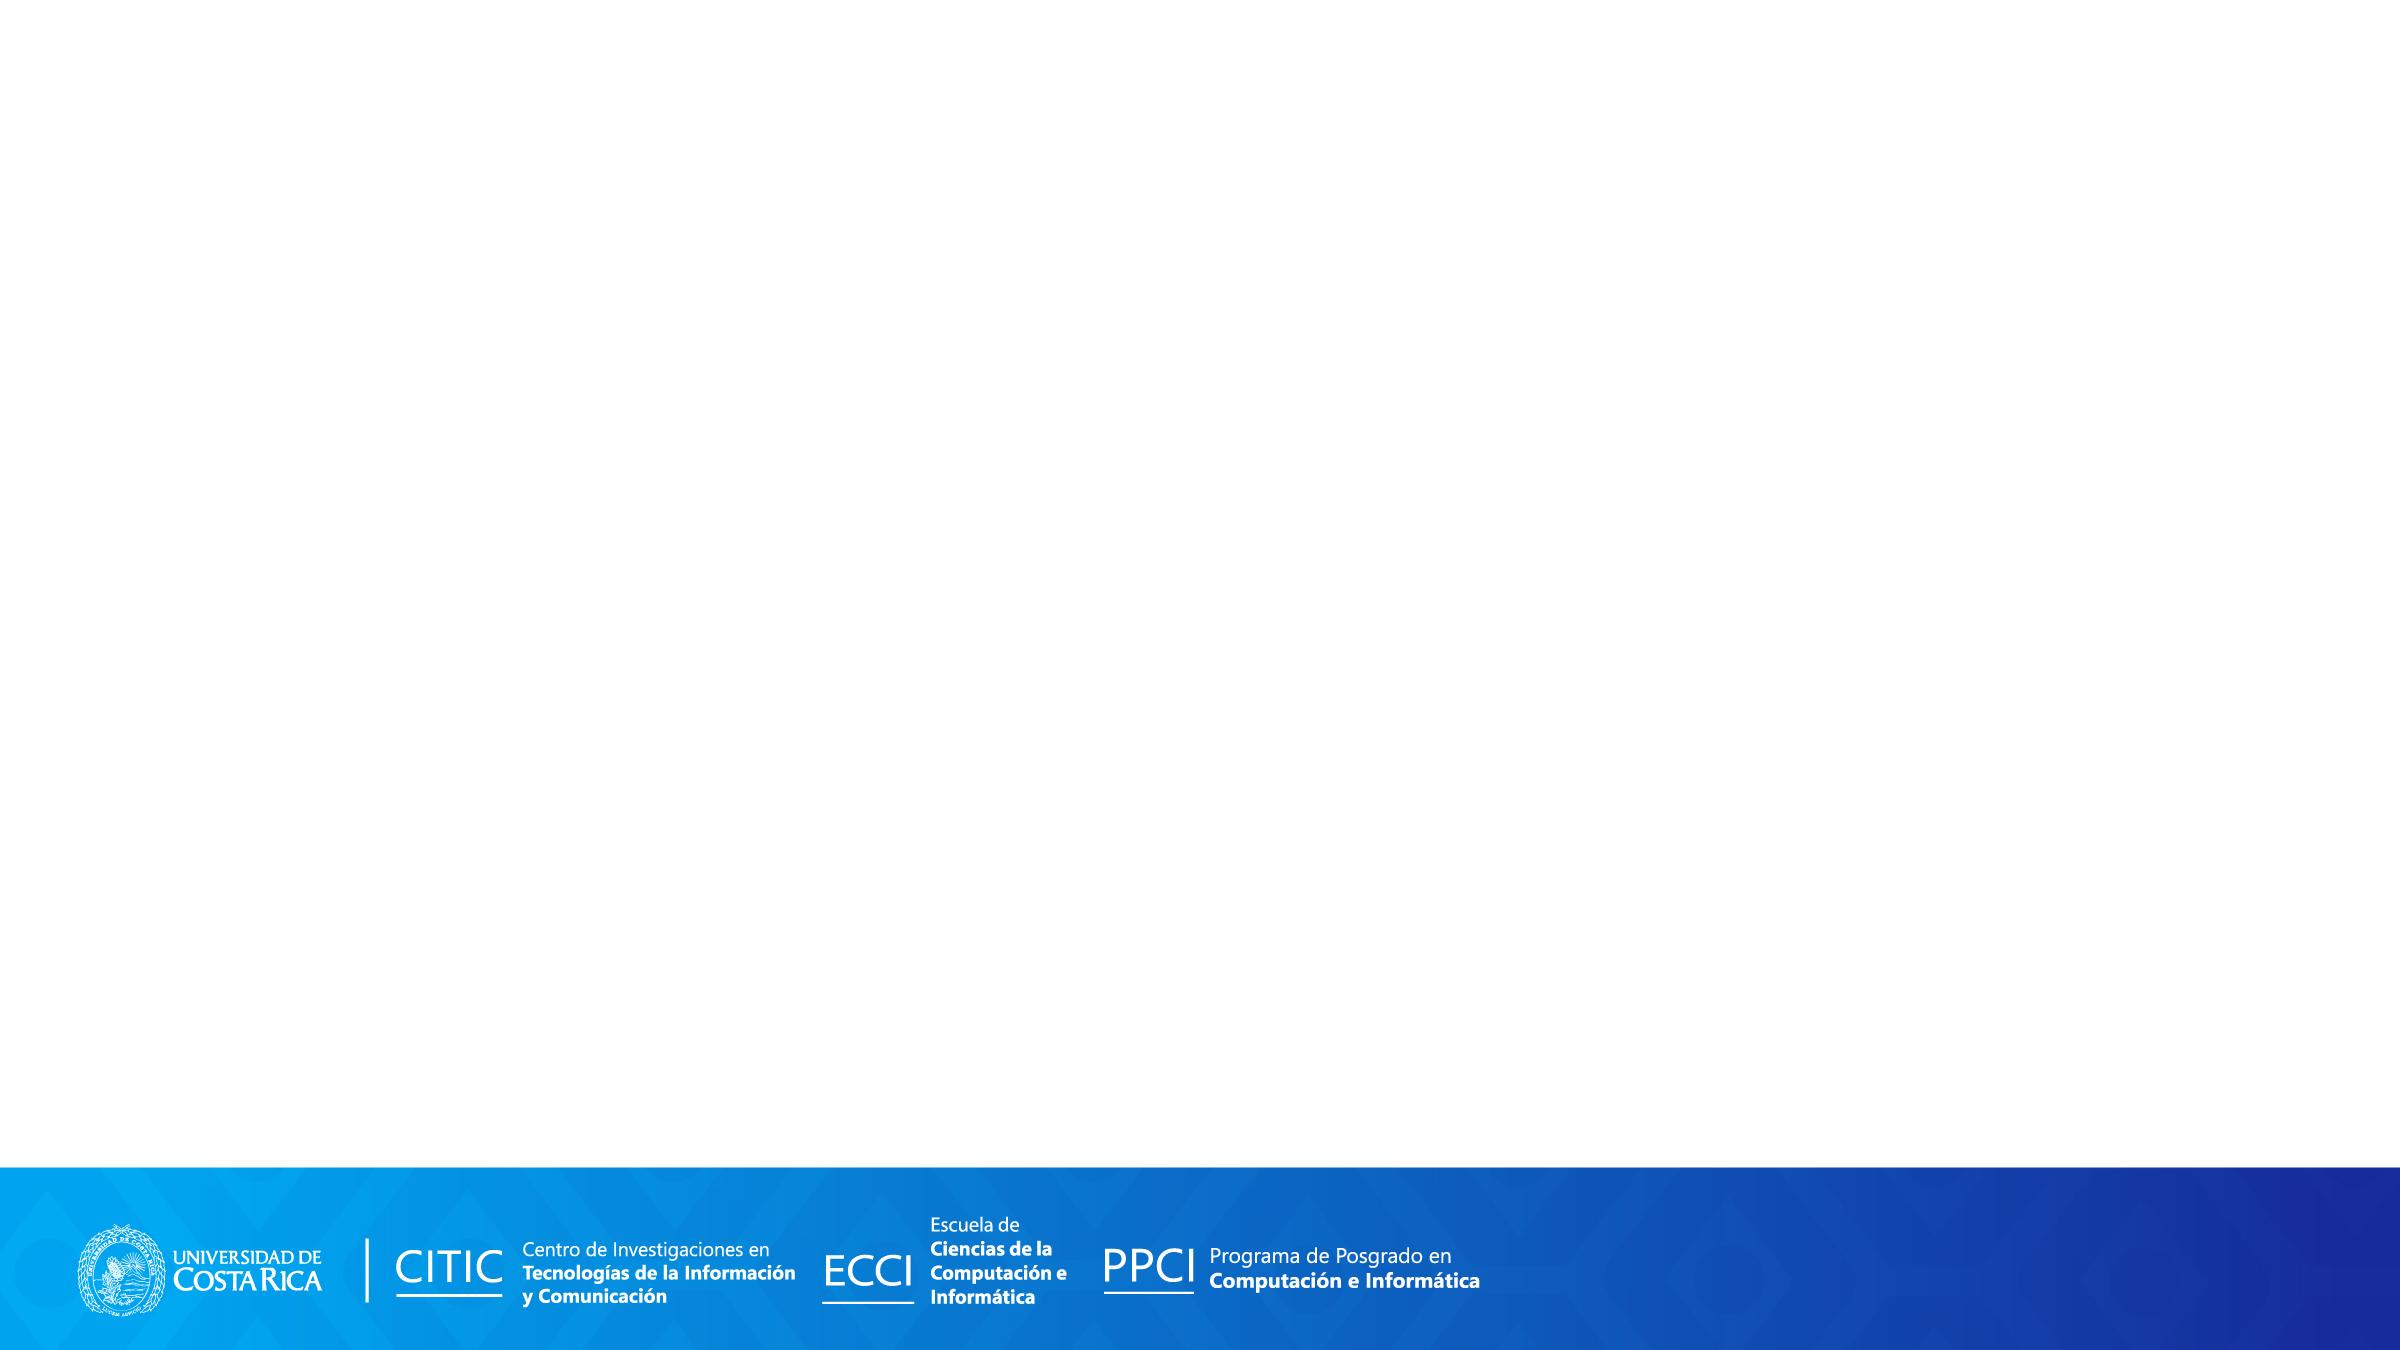 UNIVERSIDAD DE
COSTA RICA
CITIC
Centro de Investigaciones en
Tecnologías de la Información
y Comunicación
ECCI
Escuela de
Ciencias de la
Computación e
Informática
PPCI
Programa de Posgrado en
Computación e Informática